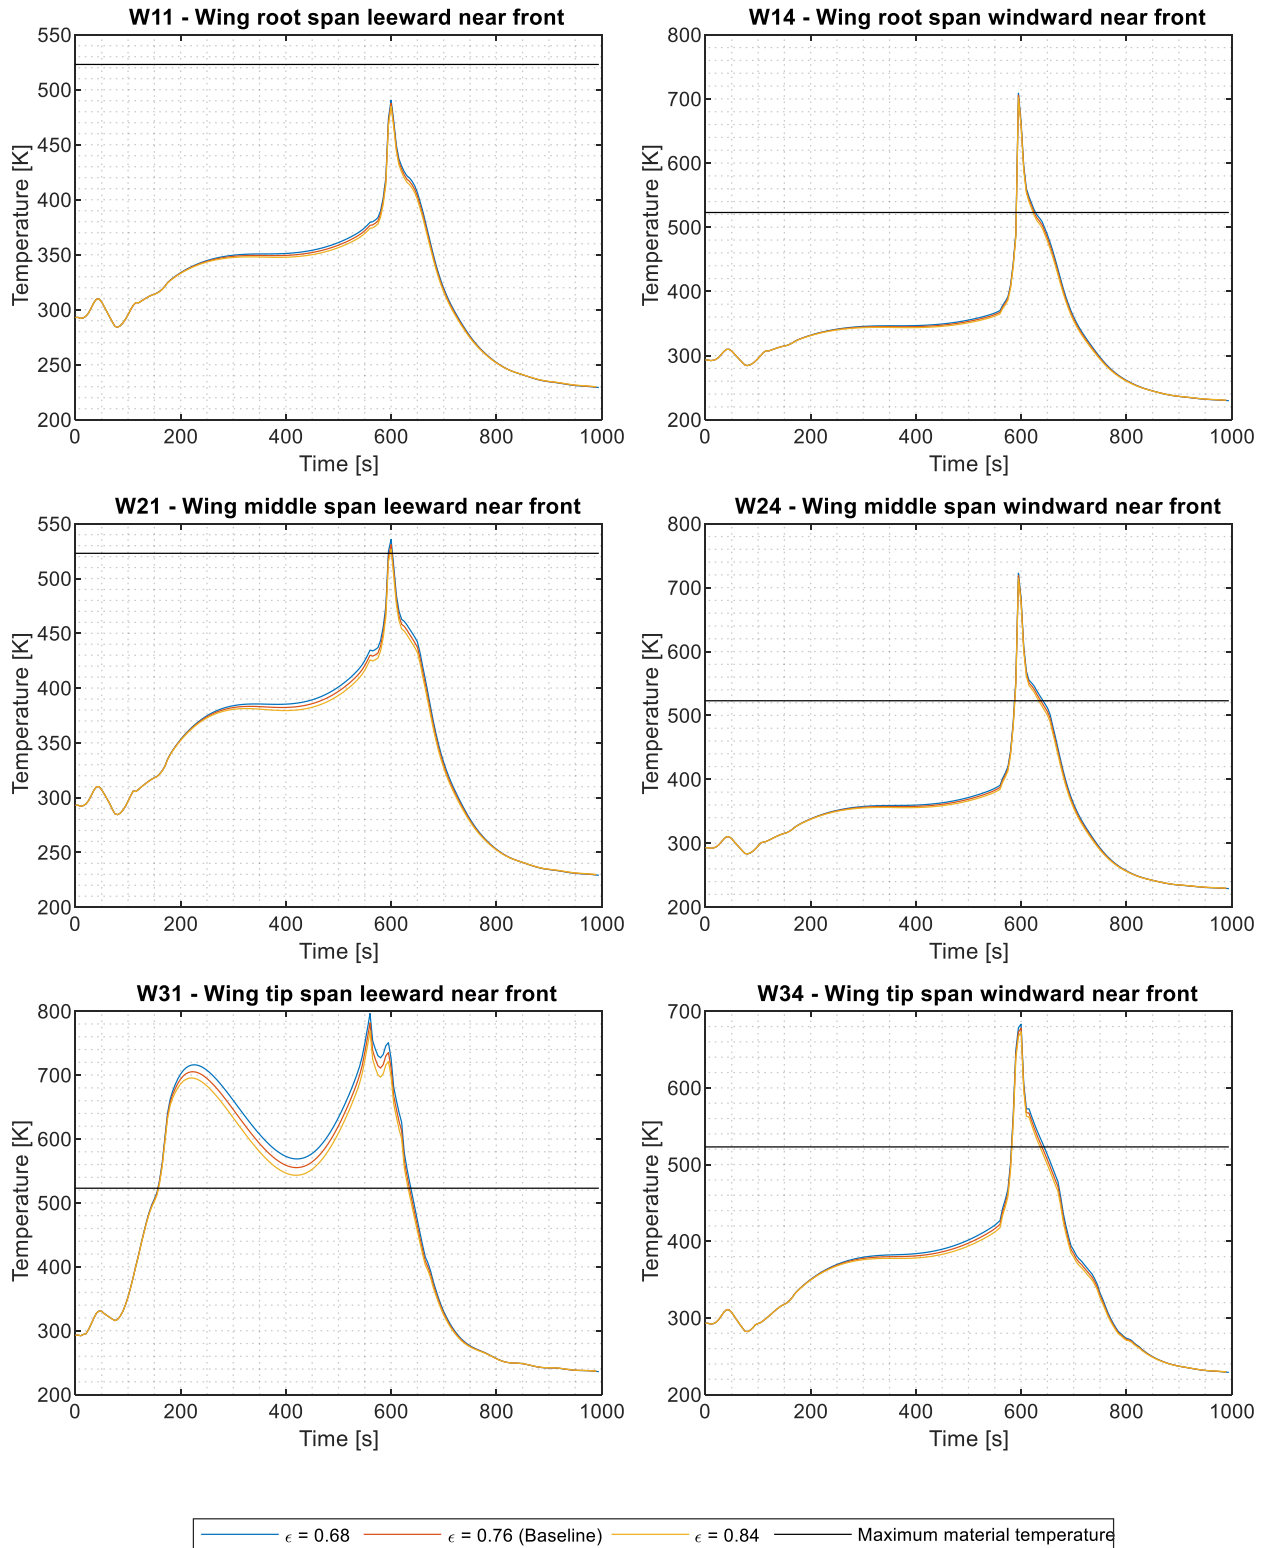 W11 - Wing root span leeward near front
550
500
450
400
350
300
250
200
Temperature [K]
0 200 400 600 800 1000
Time [s]
W14 - Wing root span windward near front
800
700
600
500
400
300
200
Temperature [K]
0 200 400 600 800 1000
Time [s]
W21 - Wing middle span leeward near front
550
500
450
400
350
300
250
200
Temperature [K]
0 200 400 600 800 1000
Time [s]
W24 - Wing middle span windward near front
800
700
600
500
400
300
200
Temperature [K]
0 200 400 600 800 1000
Time [s]
W31 - Wing tip span leeward near front
800
700
600
500
400
300
200
Temperature [K]
0 200 400 600 800 1000
Time [s]
W34 - Wing tip span windward near front
700
600
500
400
300
200
Temperature [K]
0 200 400 600 800 1000
Time [s]
ϵ = 0.68 ϵ = 0.76 (Baseline) ϵ = 0.84 Maximum material temperature